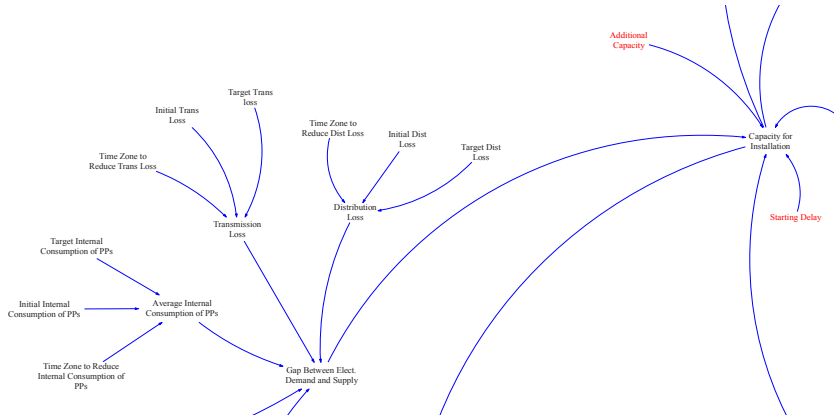 Additional
Capacity
Target Trans
loss
Initial Trans
Loss
Time Zone to
Reduce Dist Loss
Initial Dist
Loss
Capacity for
Installation
Time Zone to
Reduce Trans Loss
Target Dist
Loss
Distribution
Loss
Starting Delay
Transmission
Loss
Target Internal
Consumption of PPs
Initial Internal
Consumption of PPs
Average Internal
Consumption of PPs
Time Zone to Reduce
Internal Consumption of
PPs
Gap Between Elect.
Demand and Supply